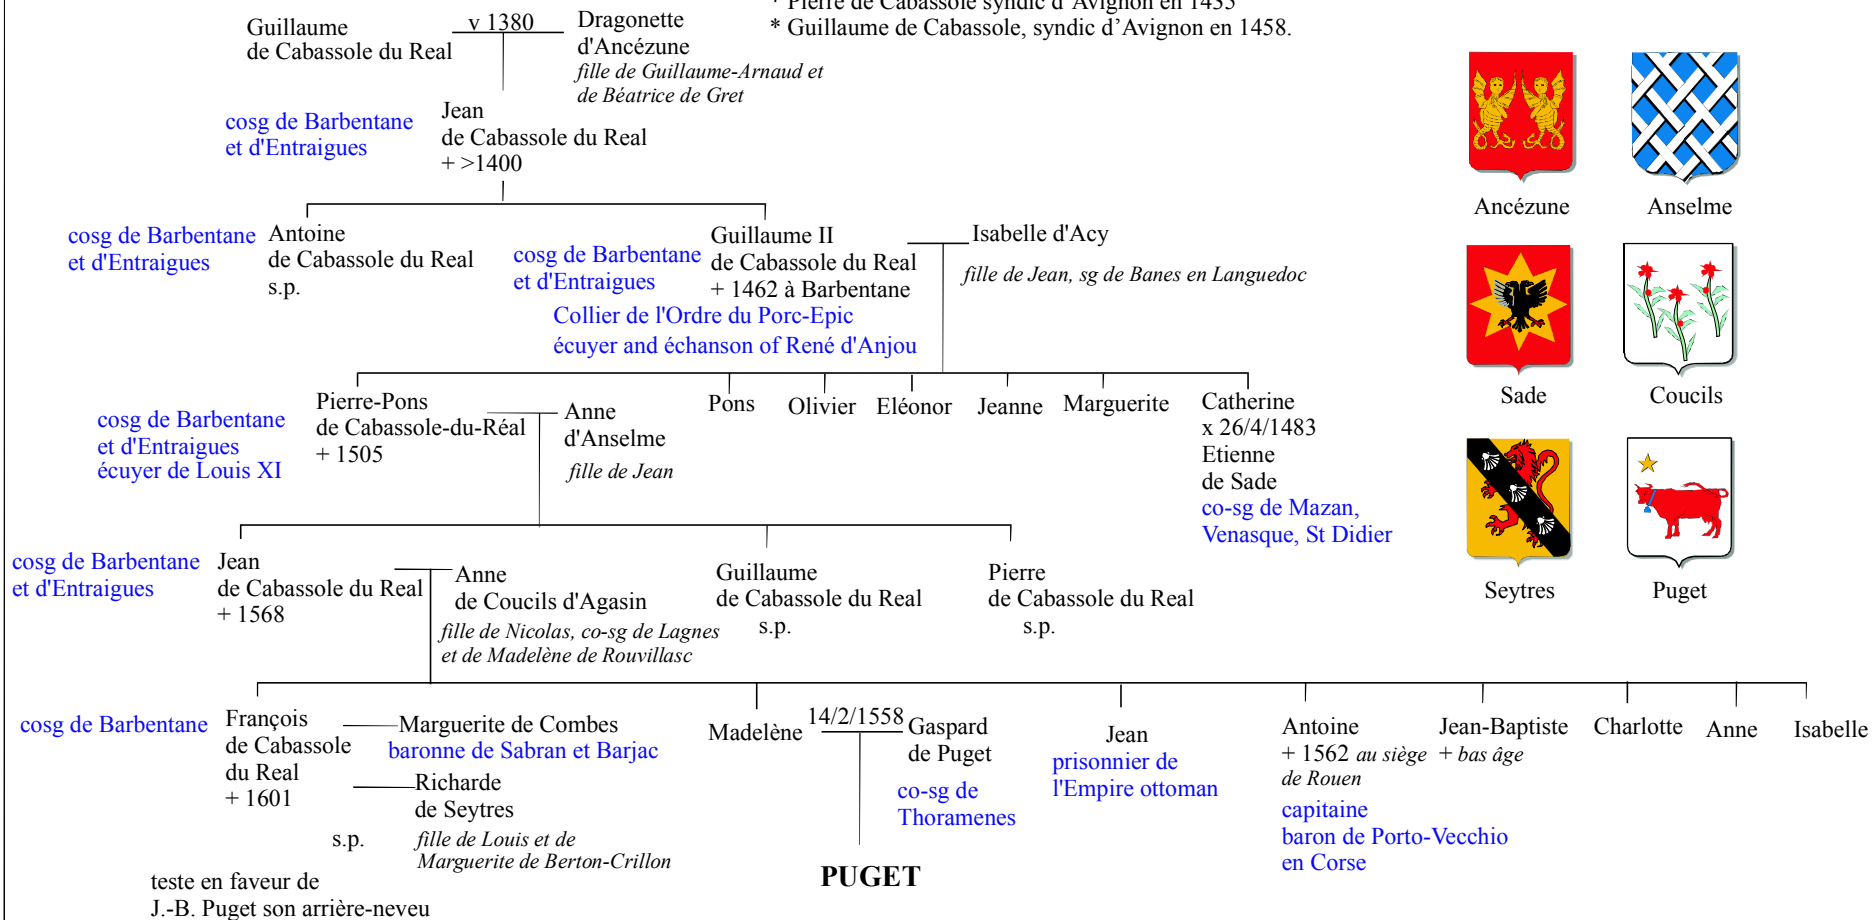 * Pierre de Cabassole syndic d'Avignon en 1435
* Guillaume de Cabassole, syndic d'Avignon en 1458.
Guillaume
de Cabassole du Real
v 1380
Dragonette
d'Ancézune
fille de Guillaume-Arnaud et
de Béatrice de Gret
cosg de Barbentane
et d'Entraigues
Jean
de Cabassole du Real
+ >1400
Ancézune
Anselme
cosg de Barbentane
et d'Entraigues
Antoine
de Cabassole du Real
s.p.
cosg de Barbentane
et d'Entraigues
Guillaume II
de Cabassole du Real
+ 1462 à Barbentane
Collier de l'Ordre du Porc-Epic
écuyer and échanson of René d'Anjou
Isabelle d'Acy
fille de Jean, sg de Banes en Languedoc
Sade
Coucils
cosg de Barbentane
et d'Entraigues
écuyer de Louis XI
Pierre-Pons
de Cabassole-du-Réal
+ 1505
Anne
d'Anselme
fille de Jean
Pons
Olivier
Eléonor
Jeanne
Marguerite
Catherine
x 26/4/1483
Etienne
de Sade
co-sg de Mazan,
Venasque, St Didier
Seytres
Puget
cosg de Barbentane
et d'Entraigues
Jean
de Cabassole du Real
+ 1568
Anne
de Coucils d'Agasin
fille de Nicolas, co-sg de Lagnes
et de Madelène de Rouvillasc
Guillaume
de Cabassole du Real
s.p.
Pierre
de Cabassole du Real
s.p.
cosg de Barbentane
François
de Cabassole
du Real
+ 1601
Marguerite de Combes
baronne de Sabran et Barjac
Richarde
de Seytres
s.p.
fille de Louis et de
Marguerite de Berton-Crillon
teste en faveur de
J.-B. Puget son arrière-neveu
Madelène
14/2/1558
Gaspard
de Puget
co-sg de
Thoramenes
PUGET
Jean
prisonnier de
l'Empire ottoman
Antoine
+ 1562 au siège
de Rouen
capitaine
baron de Porto-Vecchio
en Corse
Jean-Baptiste
+ bas âge
Charlotte
Anne
Isabelle